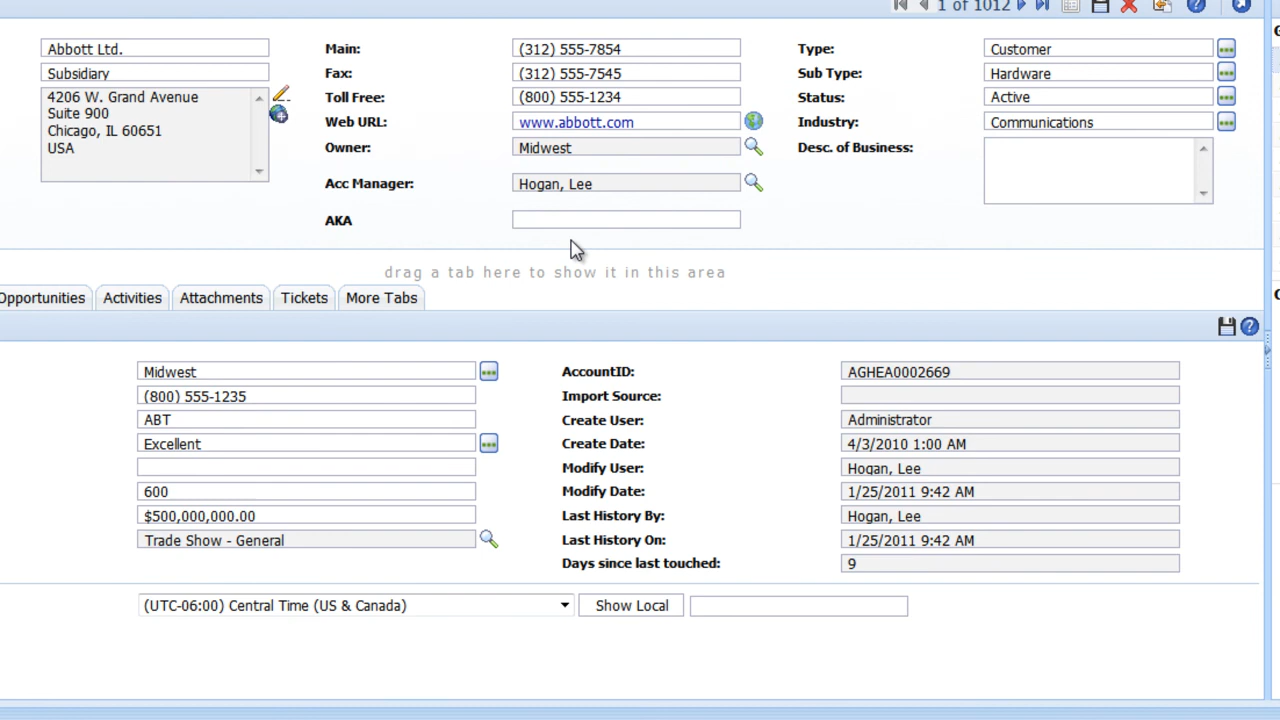 1 of 1012
Abbott Ltd.
Subsidiary
4206 W. Grand Avenue
Suite 900
Chicago, IL 60651
USA
Main: (312) 555-7854
Fax: (312) 555-7545
Toll Free: (800) 555-1234
Web URL: www.abbott.com
Owner: Midwest
Acc Manager: Hogan, Lee
AKA
Type: Customer
Sub Type: Hardware
Status: Active
Industry: Communications
Desc. of Business:
drag a tab here to show it in this area
Opportunities Activities Attachments Tickets More Tabs
Midwest
(800) 555-1235
ABT
Excellent
600
$500,000,000.00
Trade Show - General
AccountID: AGHEA0002669
Import Source:
Create User: Administrator
Create Date: 4/3/2010 1:00 AM
Modify User: Hogan, Lee
Modify Date: 1/25/2011 9:42 AM
Last History By: Hogan, Lee
Last History On: 1/25/2011 9:42 AM
Days since last touched: 9
(UTC-06:00) Central Time (US & Canada) Show Local